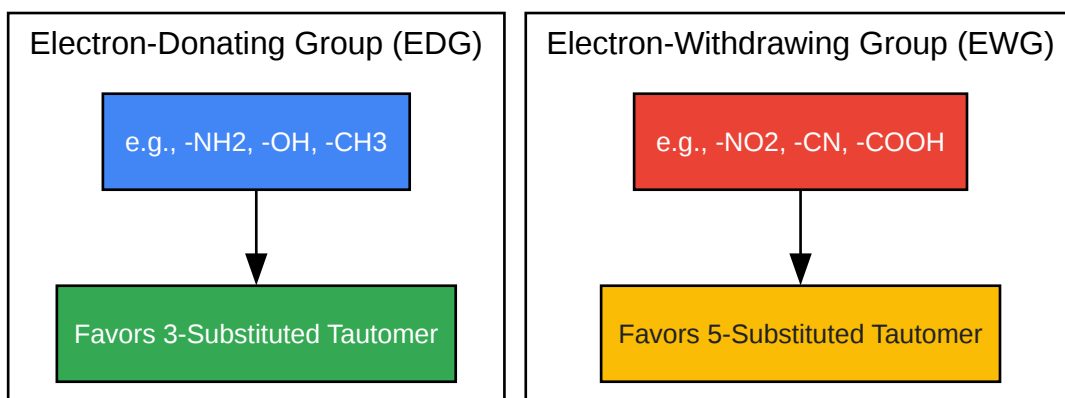 Electron-Donating Group (EDG)
e.g., -NH2, -OH, -CH3
Favors 3-Substituted Tautomer
Electron-Withdrawing Group (EWG)
e.g., -NO2, -CN, -COOH
Favors 5-Substituted Tautomer